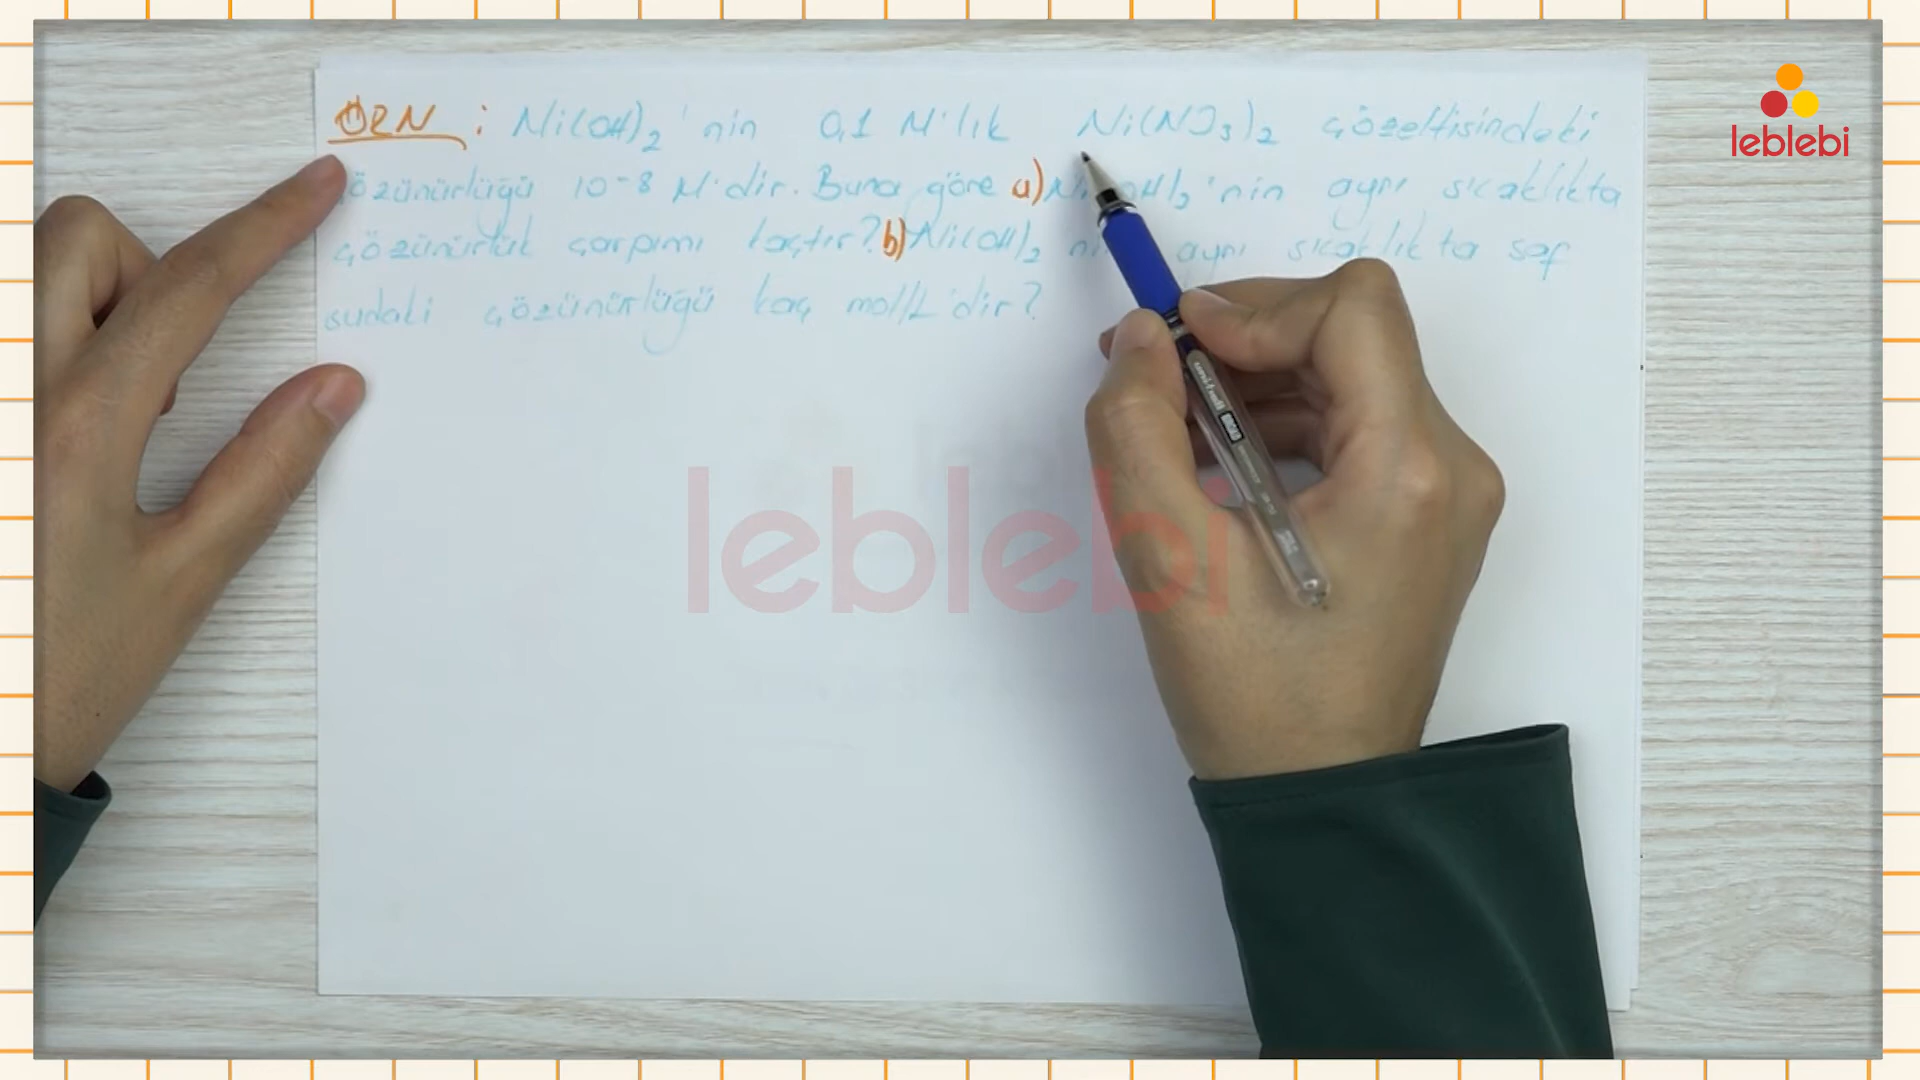 ÖRN : Ni(OH)2 'nin 0,1 M'lık Ni(NO3)2 çözeltisindeki
çözünürlüğü 10-8 M'dir. Buna göre a) Ni(OH)2 'nin aynı sıcaklıkta
çözünürlük çarpımı kaçtır? b) Ni(OH)2 aynı sıcaklıkta saf
sudaki çözünürlüğü kaç mol/L'dir?
leblebi
leblebi